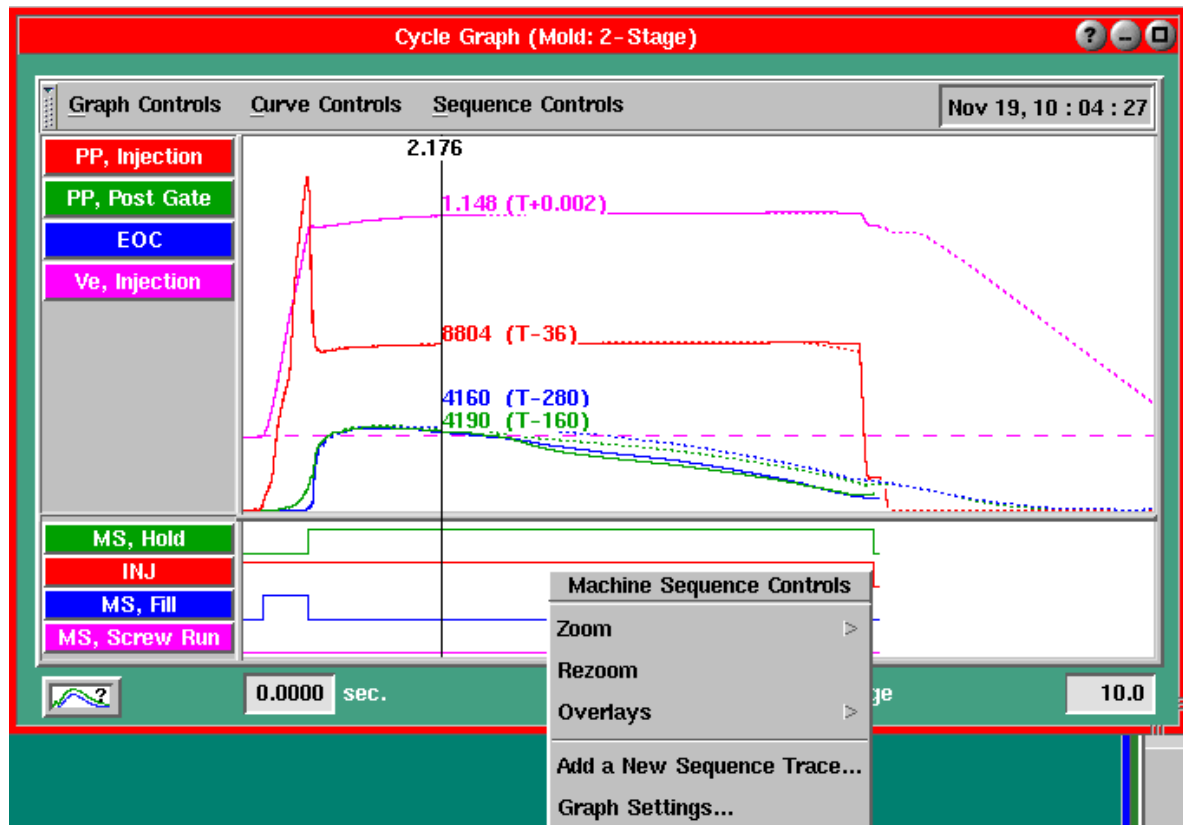 Cycle Graph (Mold: 2-Stage)
?
Graph Controls Curve Controls Sequence Controls
Nov 19, 10 : 04 : 27
PP, Injection
PP, Post Gate
EOC
Ve, Injection
2.176
1.148 (T+0.002)
8804 (T-36)
4160 (T-280)
4190 (T-160)
MS, Hold
INJ
MS, Fill
MS, Screw Run
Machine Sequence Controls
Zoom
Rezoom
Overlays
Add a New Sequence Trace...
Graph Settings...
?
0.0000 sec.
ge
10.0